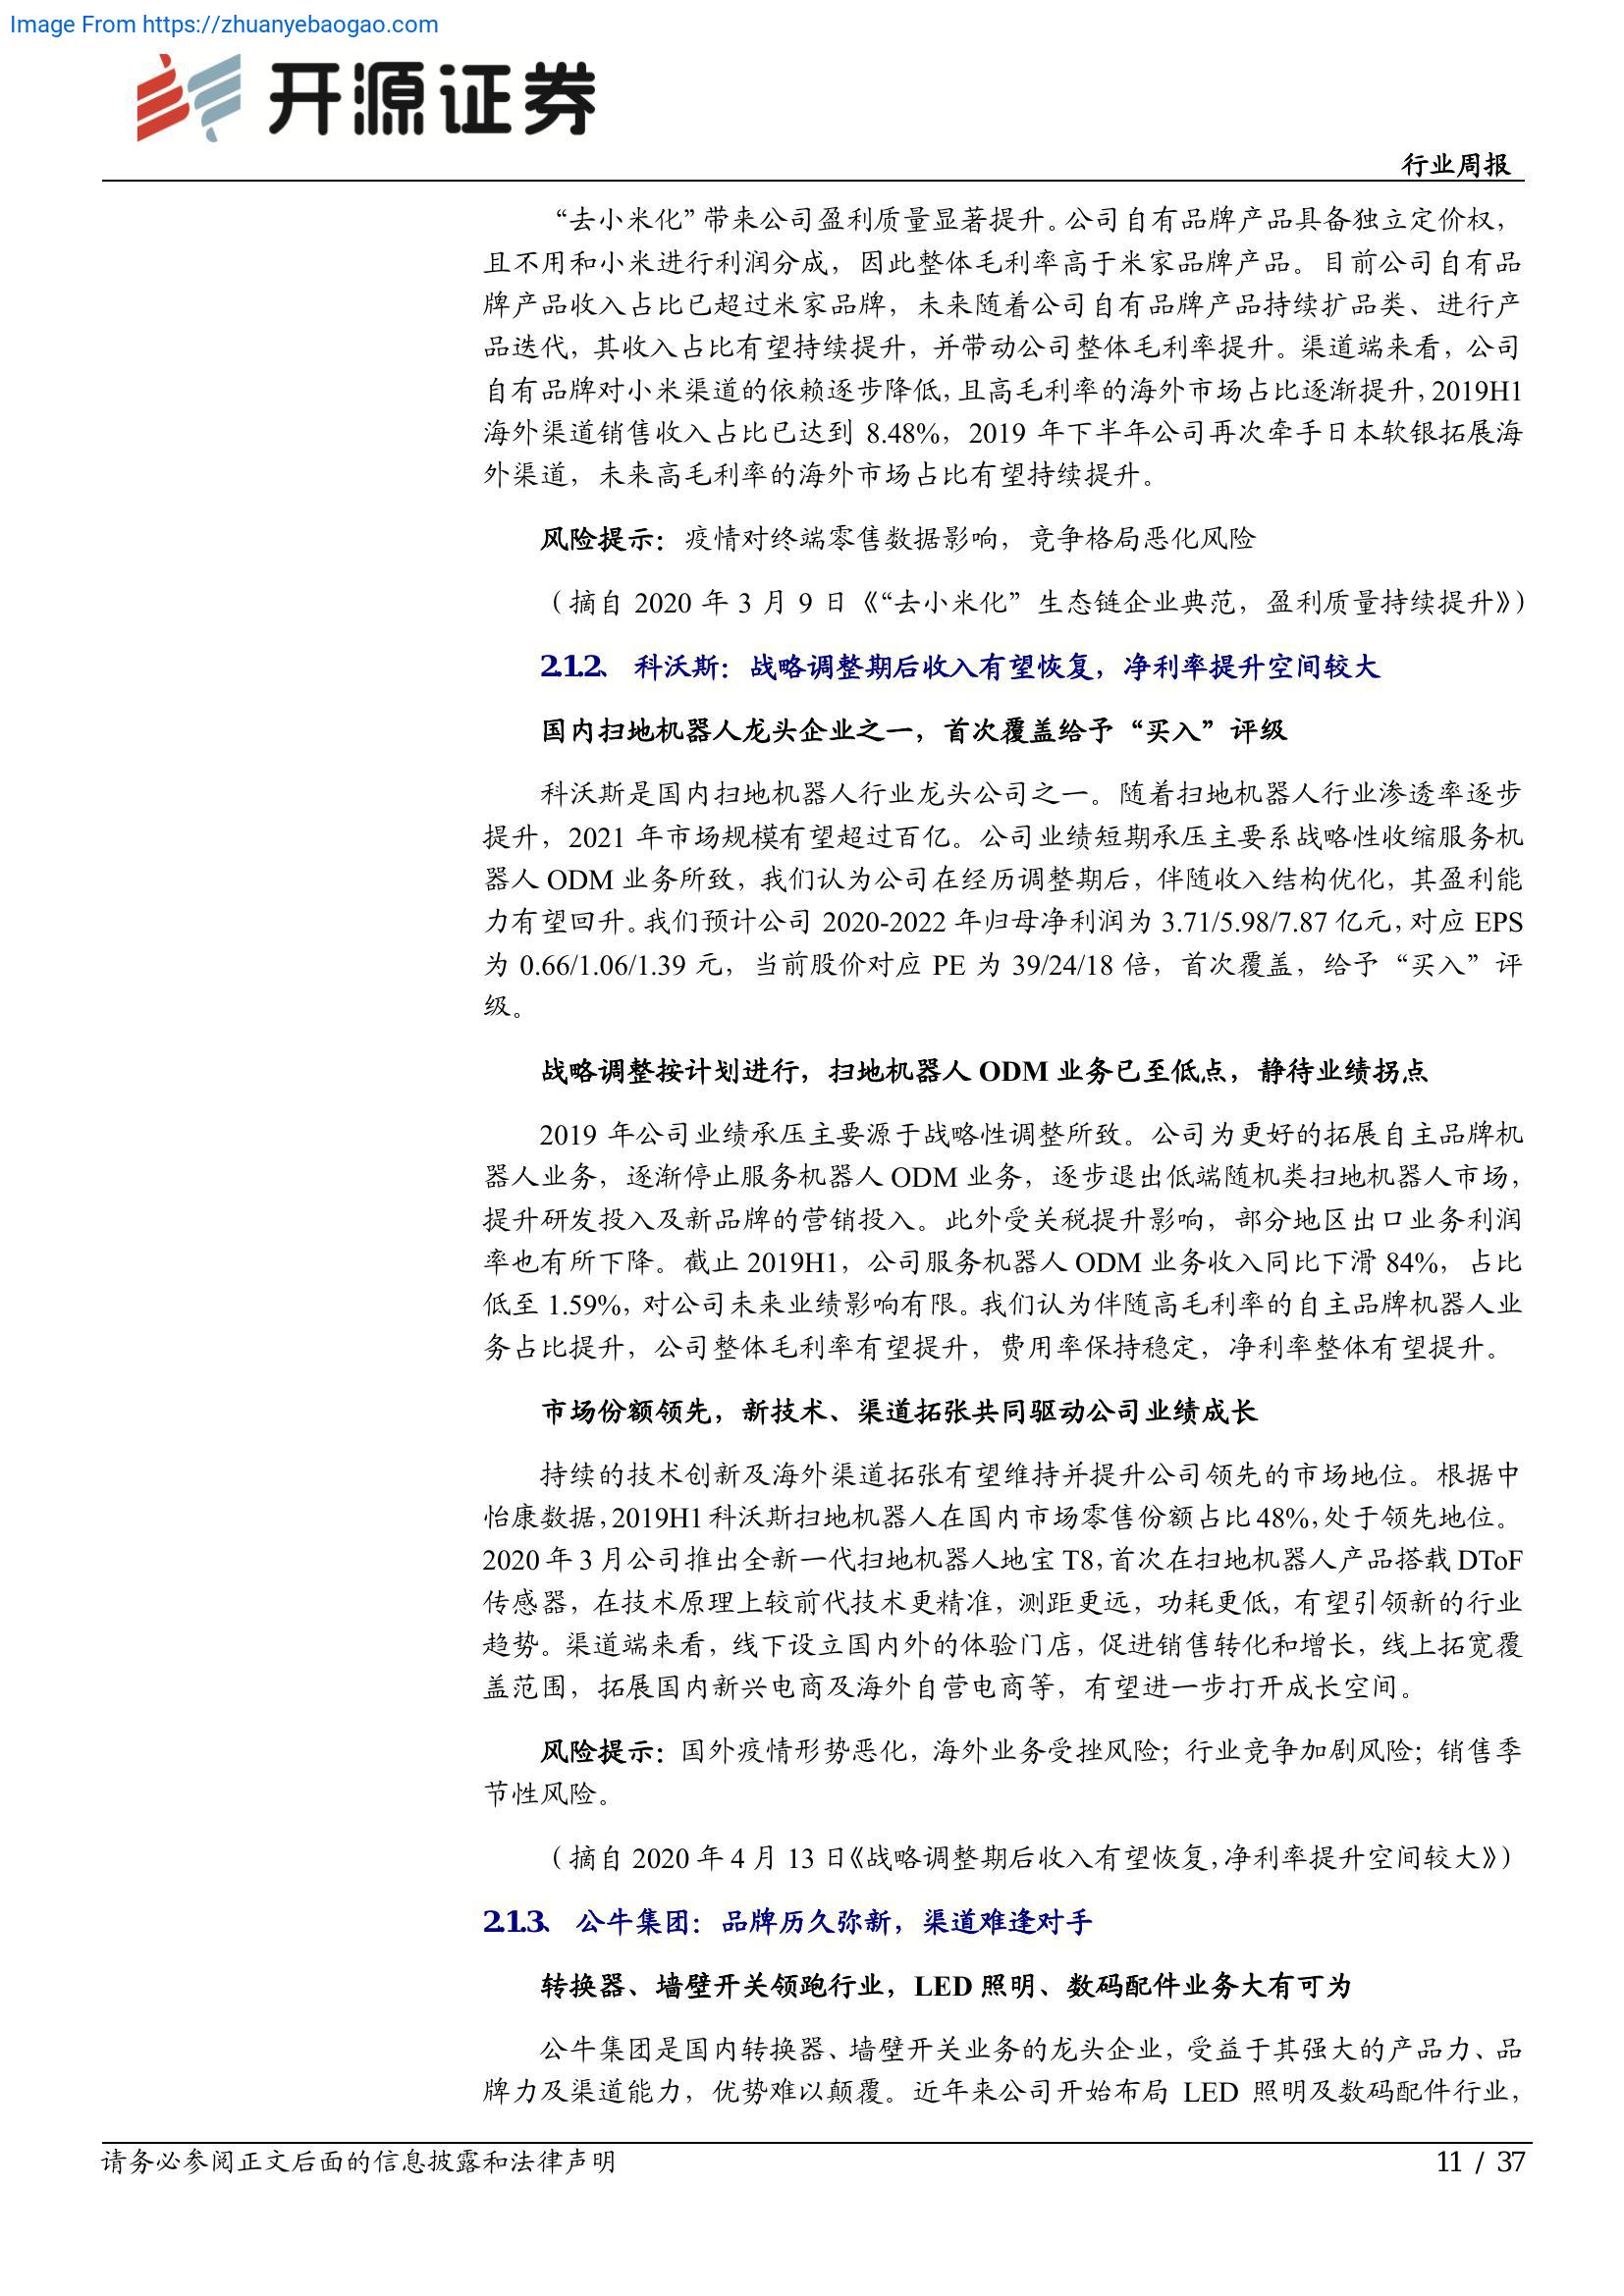 Image From https://zhuanyebaogao.com
开源证券
行业周报
“去小米化”带来公司盈利质量显著提升。公司自有品牌产品具备独立定价权，
且不用和小米进行利润分成，因此整体毛利率高于米家品牌产品。目前公司自有品
牌产品收入占比已超过米家品牌，未来随着公司自有品牌产品持续扩品类、进行产
品迭代，其收入占比有望持续提升，并带动公司整体毛利率提升。渠道端来看，公司
自有品牌对小米渠道的依赖逐步降低，且高毛利率的海外市场占比逐渐提升，2019H1
海外渠道销售收入占比已达到 8.48%，2019 年下半年公司再次牵手日本软银拓展海
外渠道，未来高毛利率的海外市场占比有望持续提升。
风险提示：疫情对终端零售数据影响，竞争格局恶化风险
（摘自 2020 年 3 月 9 日《“去小米化”生态链企业典范，盈利质量持续提升》）
2.1.2、 科沃斯：战略调整期后收入有望恢复，净利率提升空间较大
国内扫地机器人龙头企业之一，首次覆盖给予“买入”评级
科沃斯是国内扫地机器人行业龙头公司之一。随着扫地机器人行业渗透率逐步
提升，2021 年市场规模有望超过百亿。公司业绩短期承压主要系战略性收缩服务机
器人 ODM 业务所致，我们认为公司在经历调整期后，伴随收入结构优化，其盈利能
力有望回升。我们预计公司 2020-2022 年归母净利润为 3.71/5.98/7.87 亿元，对应 EPS
为 0.66/1.06/1.39 元，当前股价对应 PE 为 39/24/18 倍，首次覆盖，给予“买入”评
级。
战略调整按计划进行，扫地机器人 ODM 业务已至低点，静待业绩拐点
2019 年公司业绩承压主要源于战略性调整所致。公司为更好的拓展自主品牌机
器人业务，逐渐停止服务机器人 ODM 业务，逐步退出低端随机类扫地机器人市场，
提升研发投入及新品牌的营销投入。此外受关税提升影响，部分地区出口业务利润
率也有所下降。截止 2019H1，公司服务机器人 ODM 业务收入同比下滑 84%，占比
低至 1.59%，对公司未来业绩影响有限。我们认为伴随高毛利率的自主品牌机器人业
务占比提升，公司整体毛利率有望提升，费用率保持稳定，净利率整体有望提升。
市场份额领先，新技术、渠道拓张共同驱动公司业绩成长
持续的技术创新及海外渠道拓张有望维持并提升公司领先的市场地位。根据中
怡康数据，2019H1 科沃斯扫地机器人在国内市场零售份额占比 48%，处于领先地位。
2020 年 3 月公司推出全新一代扫地机器人地宝 T8，首次在扫地机器人产品搭载 DToF
传感器，在技术原理上较前代技术更精准，测距更远，功耗更低，有望引领新的行业
趋势。渠道端来看，线下设立国内外的体验门店，促进销售转化和增长，线上拓宽覆
盖范围，拓展国内新兴电商及海外自营电商等，有望进一步打开成长空间。
风险提示：国外疫情形势恶化，海外业务受挫风险；行业竞争加剧风险；销售季
节性风险。
（摘自 2020 年 4 月 13 日《战略调整期后收入有望恢复，净利率提升空间较大》）
2.1.3、 公牛集团：品牌历久弥新，渠道难逢对手
转换器、墙壁开关领跑行业，LED 照明、数码配件业务大有可为
公牛集团是国内转换器、墙壁开关业务的龙头企业，受益于其强大的产品力、品
牌力及渠道能力，优势难以颠覆。近年来公司开始布局 LED 照明及数码配件行业，
请务必参阅正文后面的信息披露和法律声明
11 / 37